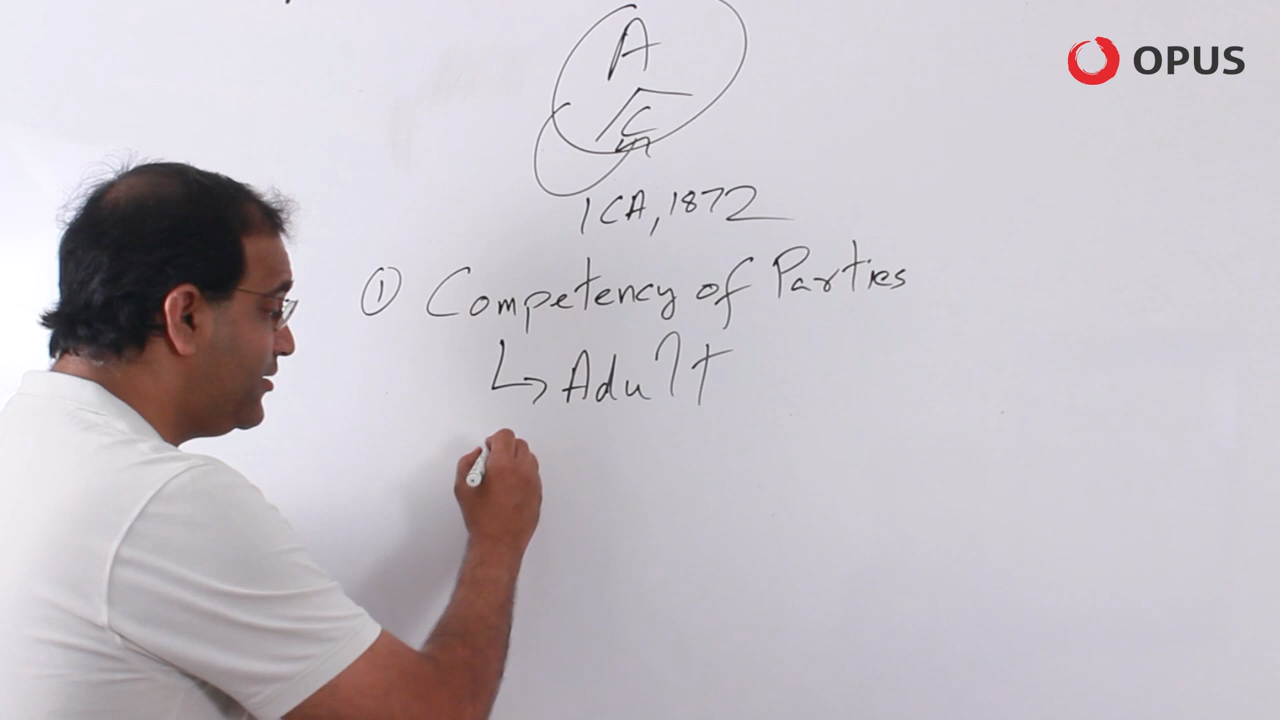 OPUS
A
C
ICA, 1872
① Competency of Parties
↳ Adult